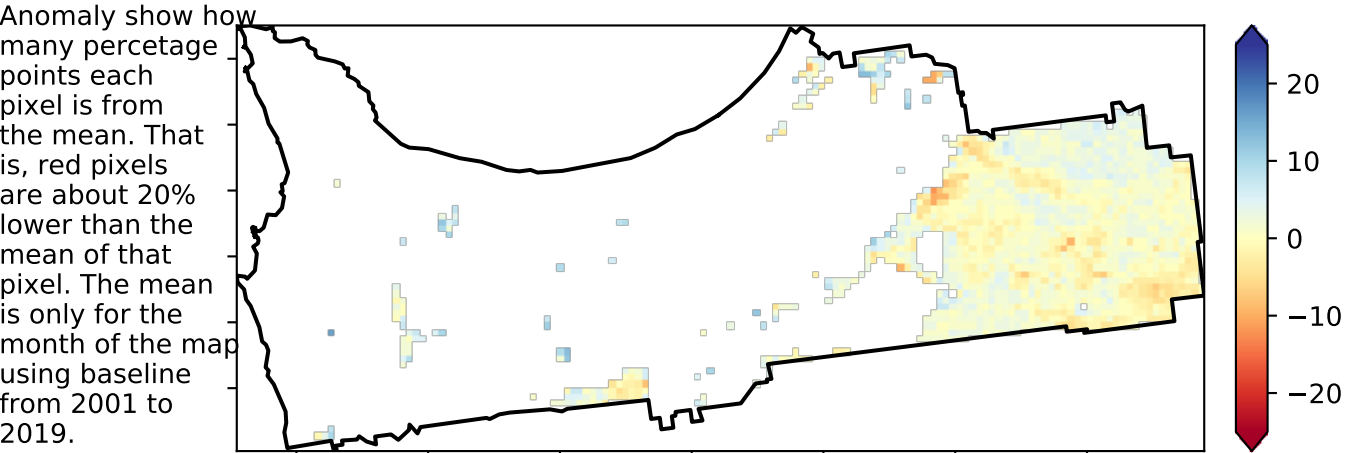 Anomaly show how
many percetage
points each
pixel is from
the mean. That
is, red pixels
are about 20%
lower than the
mean of that
pixel. The mean
is only for the
month of the map
using baseline
from 2001 to
2019.
20
10
0
−10
−20